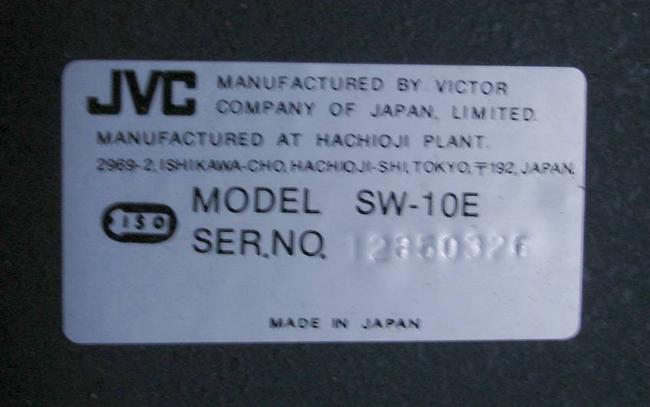 JVC MANUFACTURED BY VICTOR
COMPANY OF JAPAN, LIMITED.
MANUFACTURED AT HACHIOJI PLANT.
2969-2, ISHIKAWA-CHO, HACHIOJI-SHI, TOKYO, 〒192, JAPAN.
MODEL SW-10E
ISO
SER.NO. 12860326
MADE IN JAPAN